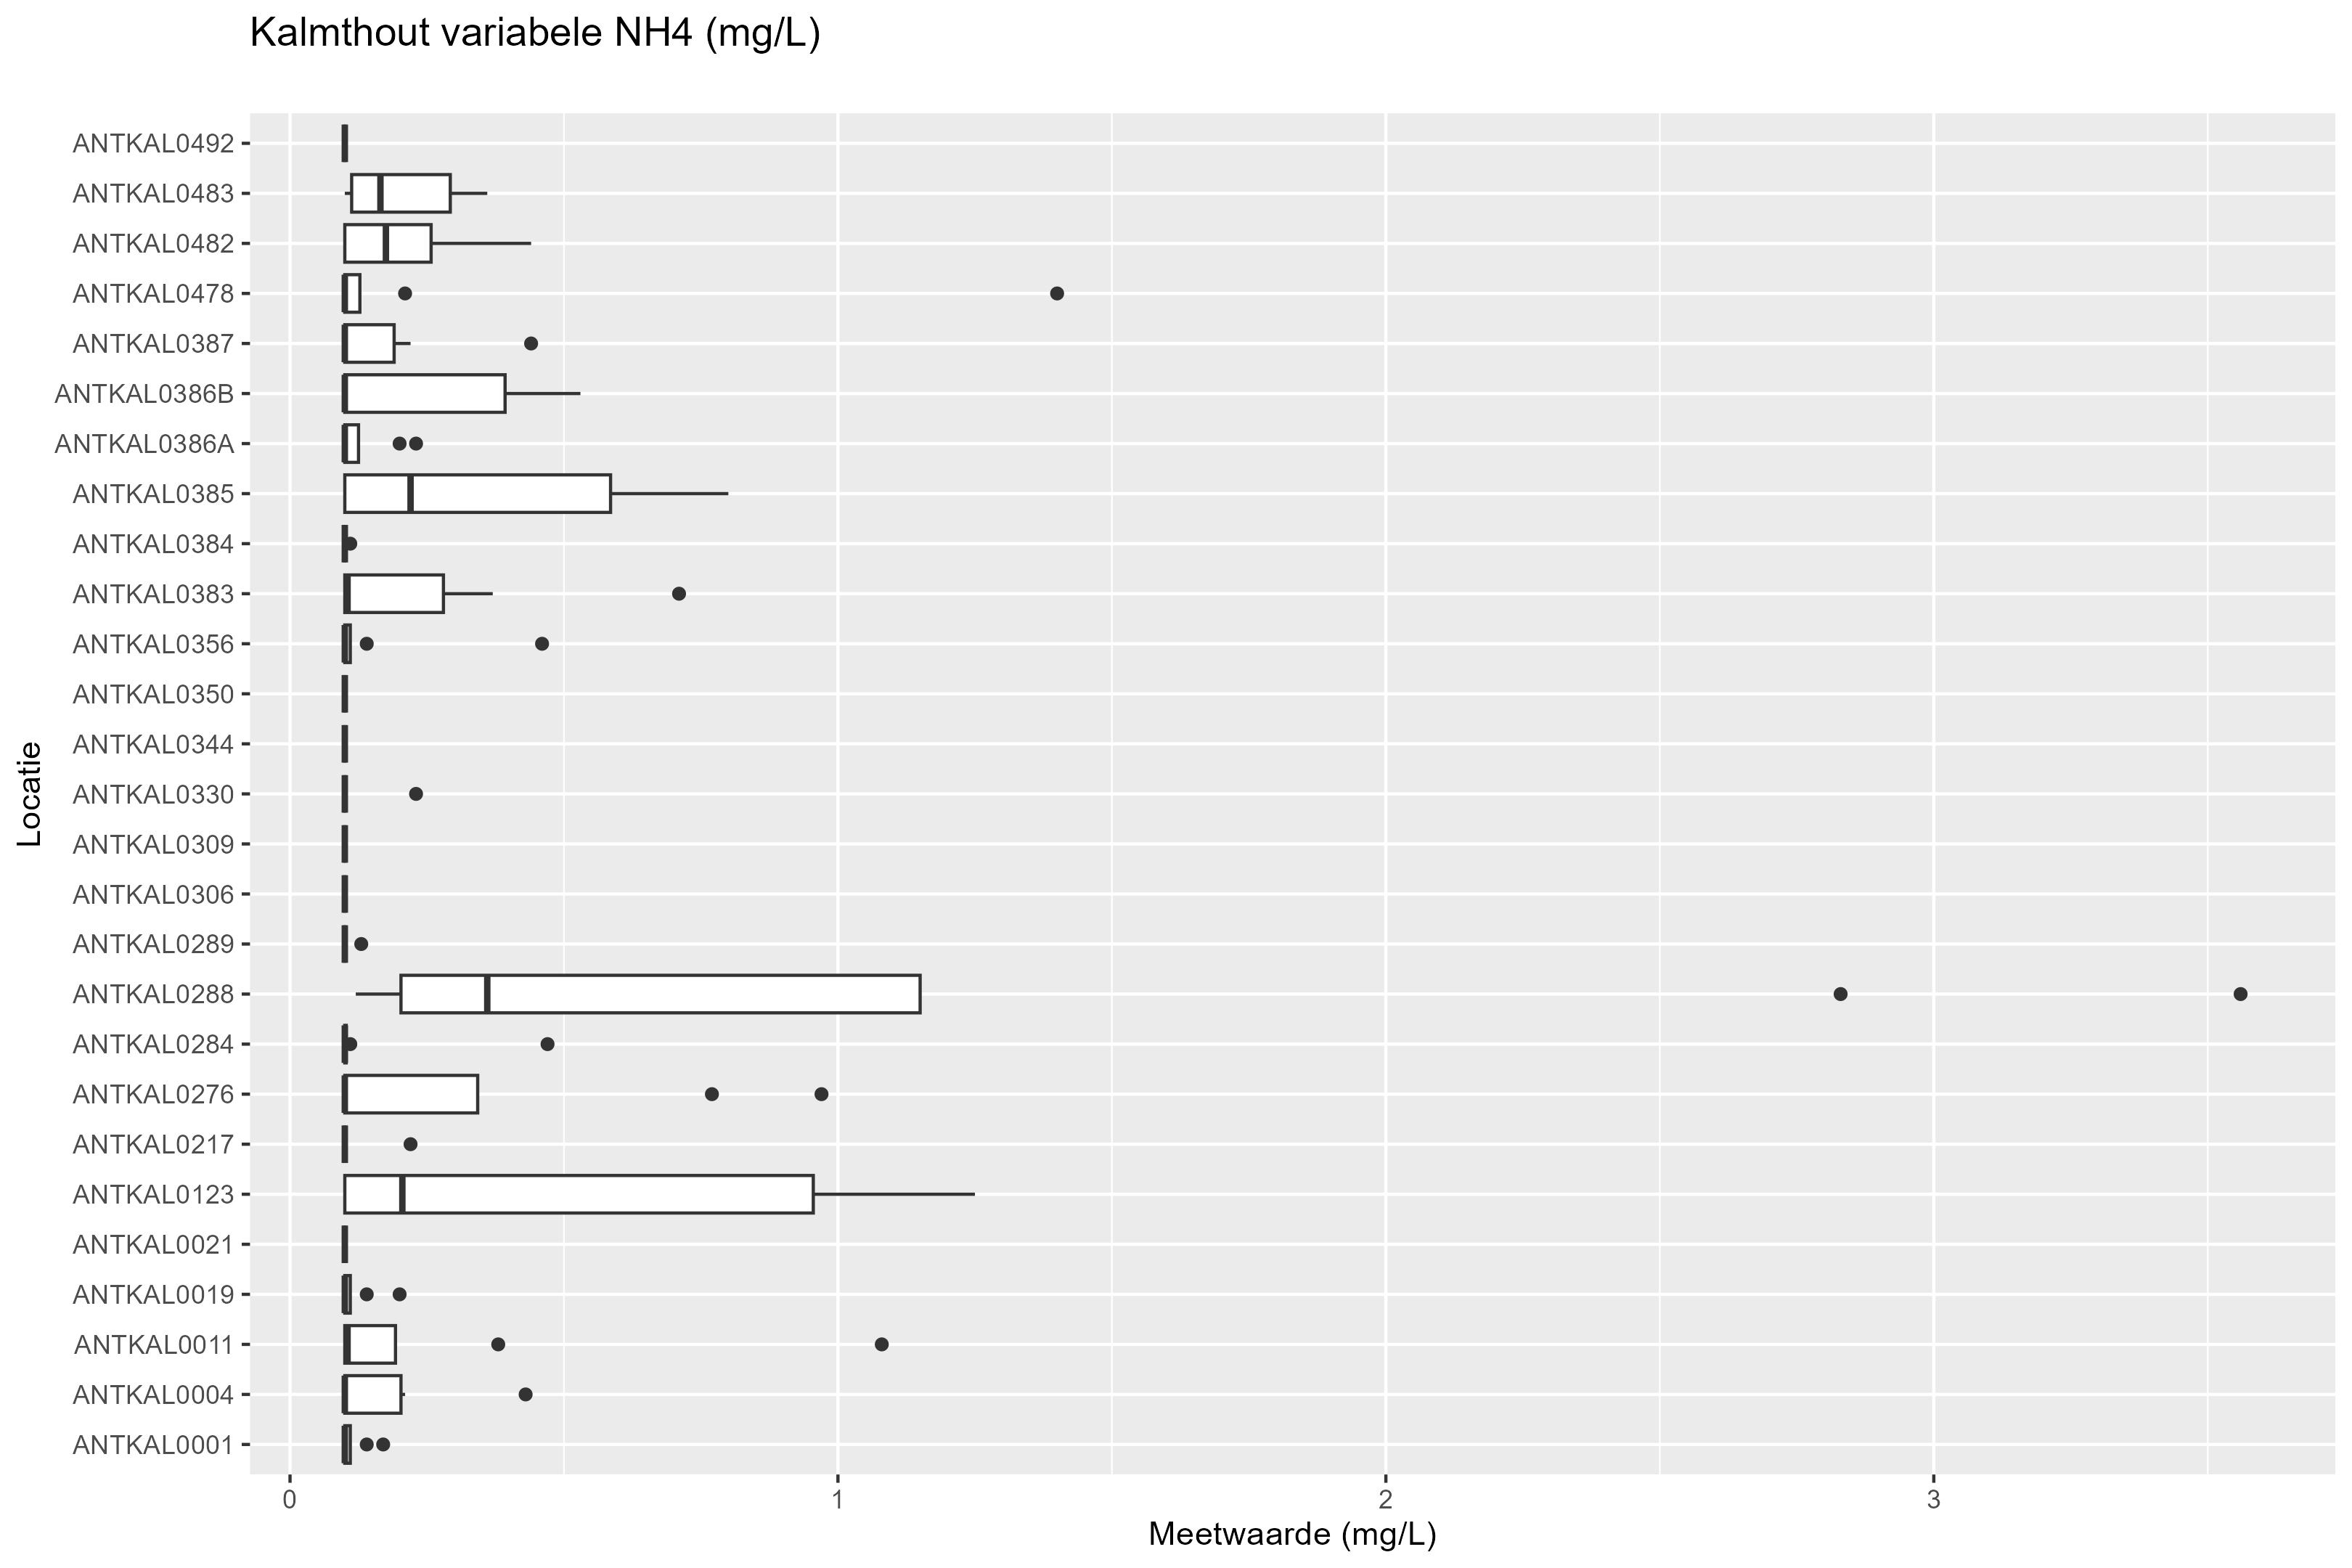 Kalmthout variabele NH4 (mg/L)
ANTKAL0492
ANTKAL0483
ANTKAL0482
ANTKAL0478
ANTKAL0387
ANTKAL0386B
ANTKAL0386A
ANTKAL0385
ANTKAL0384
ANTKAL0383
ANTKAL0356
ANTKAL0350
ANTKAL0344
ANTKAL0330
ANTKAL0309
ANTKAL0306
ANTKAL0289
ANTKAL0288
ANTKAL0284
ANTKAL0276
ANTKAL0217
ANTKAL0123
ANTKAL0021
ANTKAL0019
ANTKAL0011
ANTKAL0004
ANTKAL0001
Locatie
0 1 2 3
Meetwaarde (mg/L)